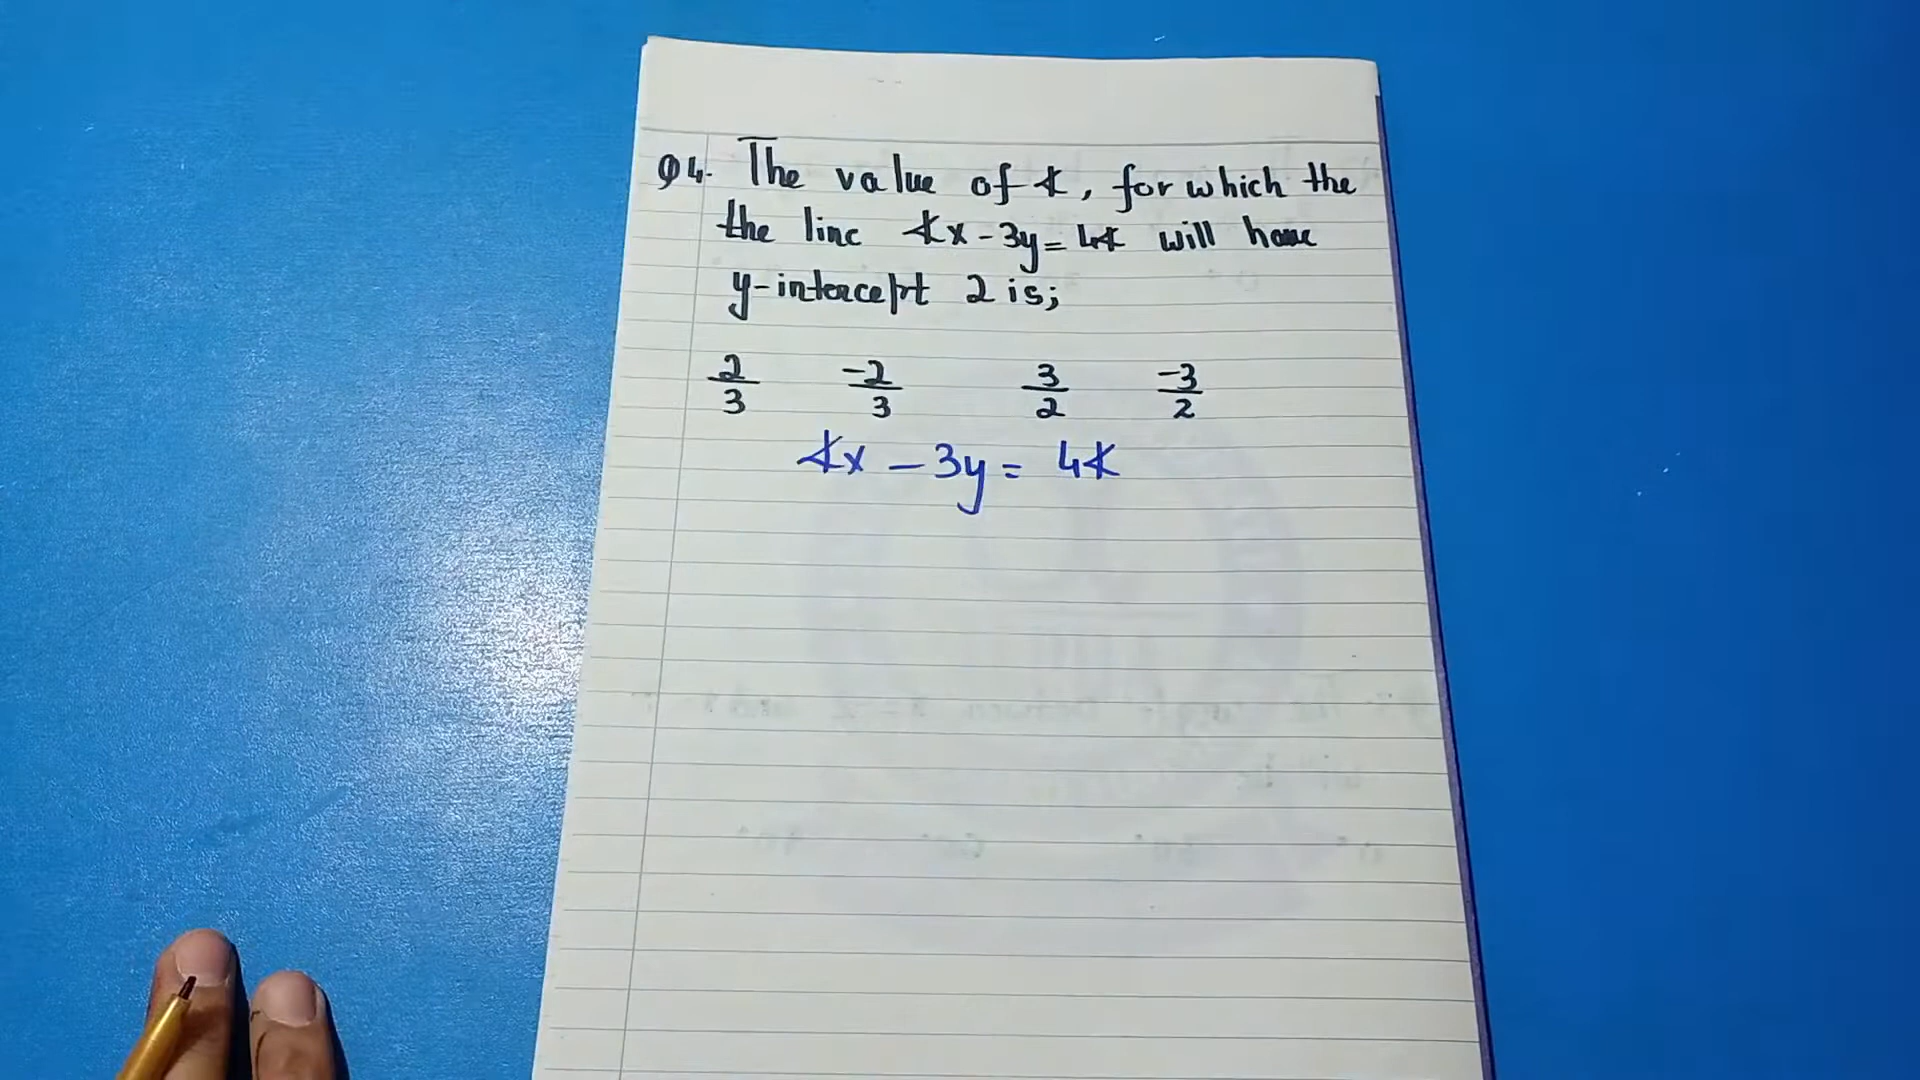 Q4. The value of k, for which the
the line kx - 3y = 4k will have
y-intercept 2 is;
2/3 -2/3 3/2 -3/2
kx - 3y = 4k